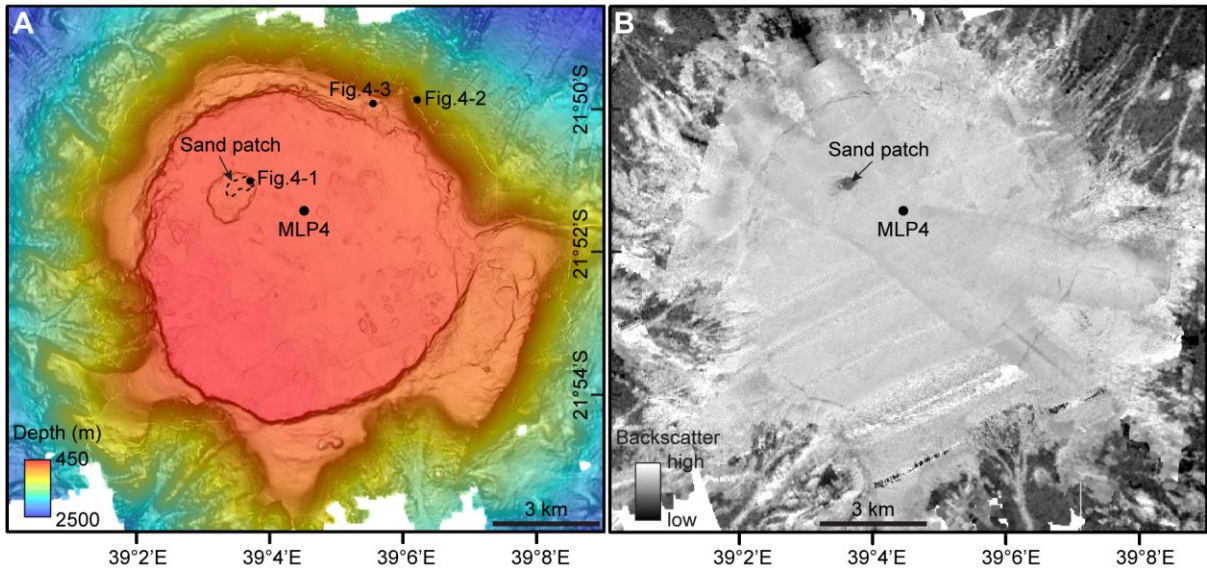 A
Fig.4-3
Fig.4-2
Sand patch
Fig.4-1
MLP4
Depth (m)
450
2500
3 km
39°2'E
39°4'E
39°6'E
39°8'E
21°50'S
21°52'S
21°54'S
B
Sand patch
MLP4
Backscatter
high
low
3 km
39°2'E
39°4'E
39°6'E
39°8'E